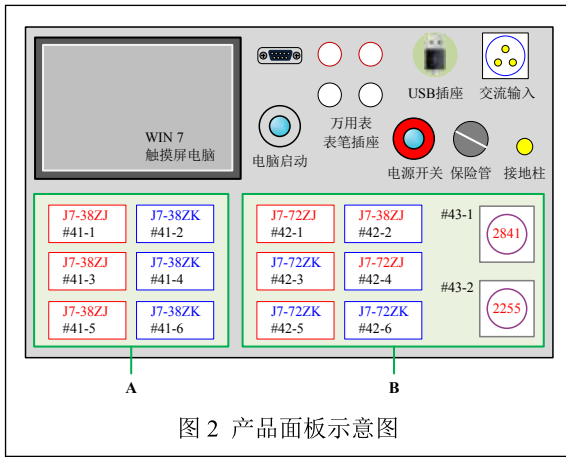 WIN 7
触摸屏电脑
电脑启动
万用表
表笔插座
USB插座
交流输入
电源开关
保险管
接地柱
J7-38ZJ
#41-1
J7-38ZK
#41-2
J7-38ZJ
#41-3
J7-38ZK
#41-4
J7-38ZJ
#41-5
J7-38ZK
#41-6
J7-72ZJ
#42-1
J7-38ZJ
#42-2
J7-72ZK
#42-3
J7-72ZJ
#42-4
J7-72ZK
#42-5
J7-72ZK
#42-6
#43-1
2841
#43-2
2255
A
B
图 2 产品面板示意图